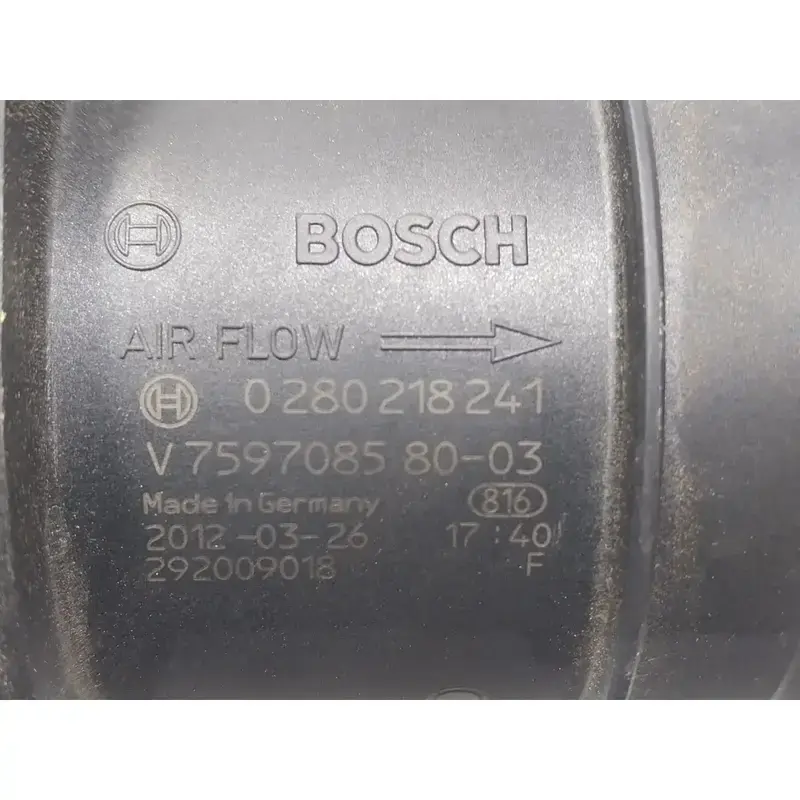 BOSCH
AIR FLOW
0 280 218 241
V 7597085 80-03
Made in Germany 816
2012-03-26 17:40
292009018 F